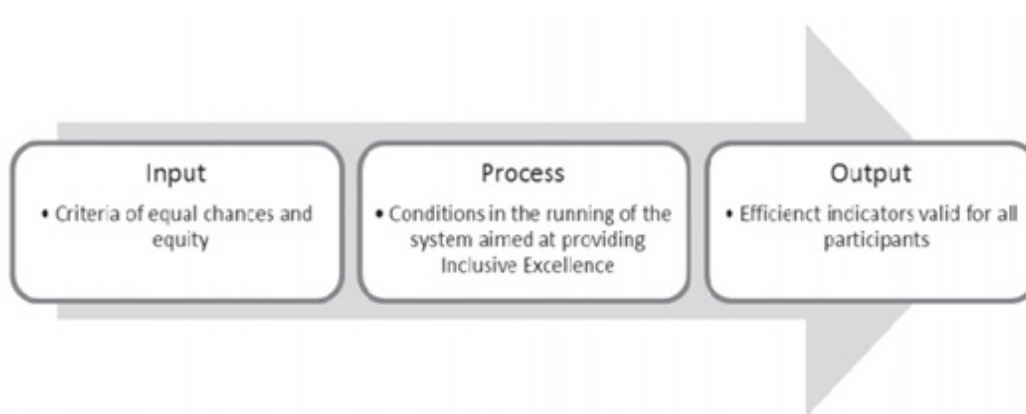 Input
• Criteria of equal chances and
equity
Process
• Conditions in the running of the
system aimed at providing
Inclusive Excellence
Output
• Efficienct indicators valid for all
participants